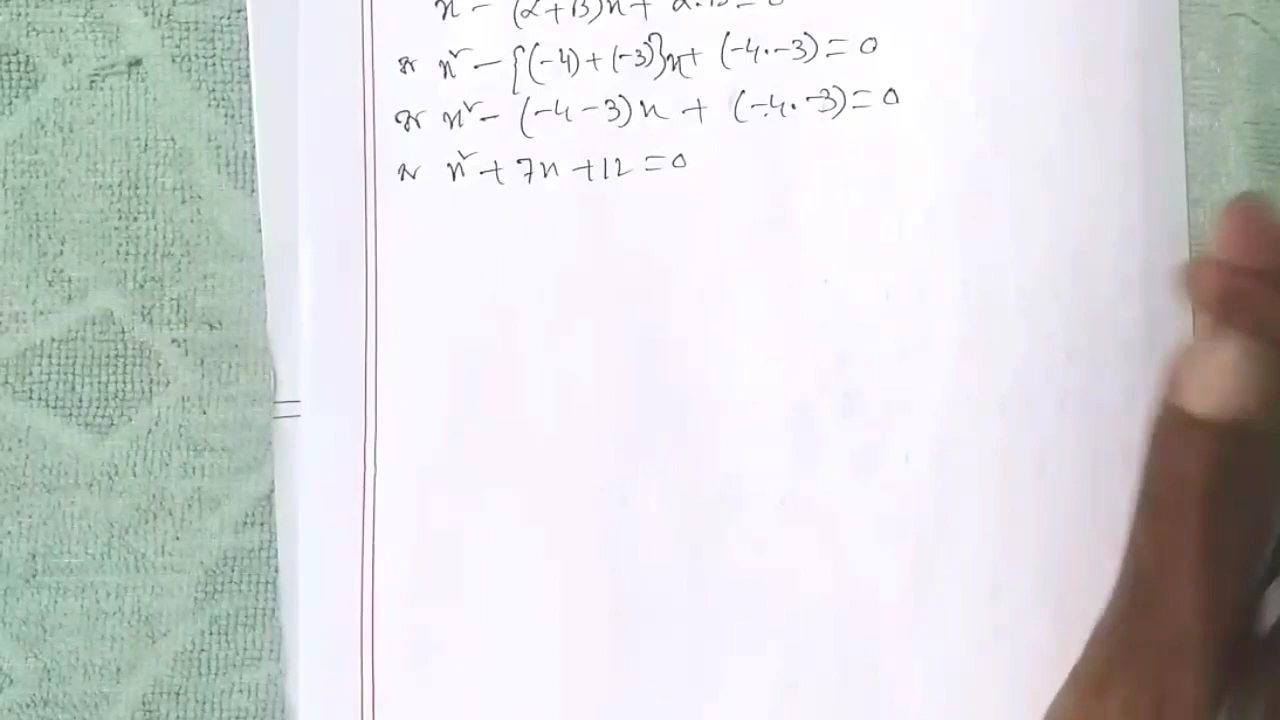 x² - (α+β)x + α.β = 0
or x² - {(-4) + (-3)}x + (-4.-3) = 0
or x² - (-4-3)x + (-4.-3) = 0
or x² + 7x + 12 = 0